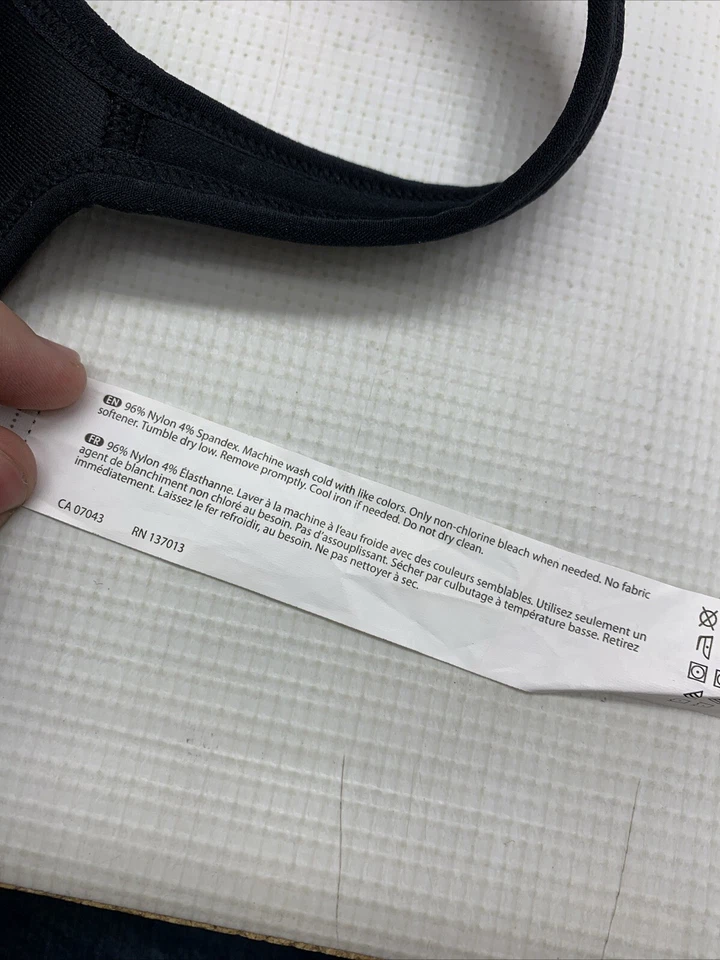 EN 96% Nylon 4% Spandex. Machine wash cold with like colors. Only non-chlorine bleach when needed. No fabric
softener. Tumble dry low. Remove promptly. Cool iron if needed. Do not dry clean.
FR 96% Nylon 4% Élasthanne. Laver à la machine à l'eau froide avec des couleurs semblables. Utilisez seulement un
agent de blanchiment non chloré au besoin. Pas d'assouplissant. Sécher par culbutage à température basse. Retirez
immédiatement. Laissez le fer refroidir, au besoin. Ne pas nettoyer à sec.
CA 07043 RN 137013